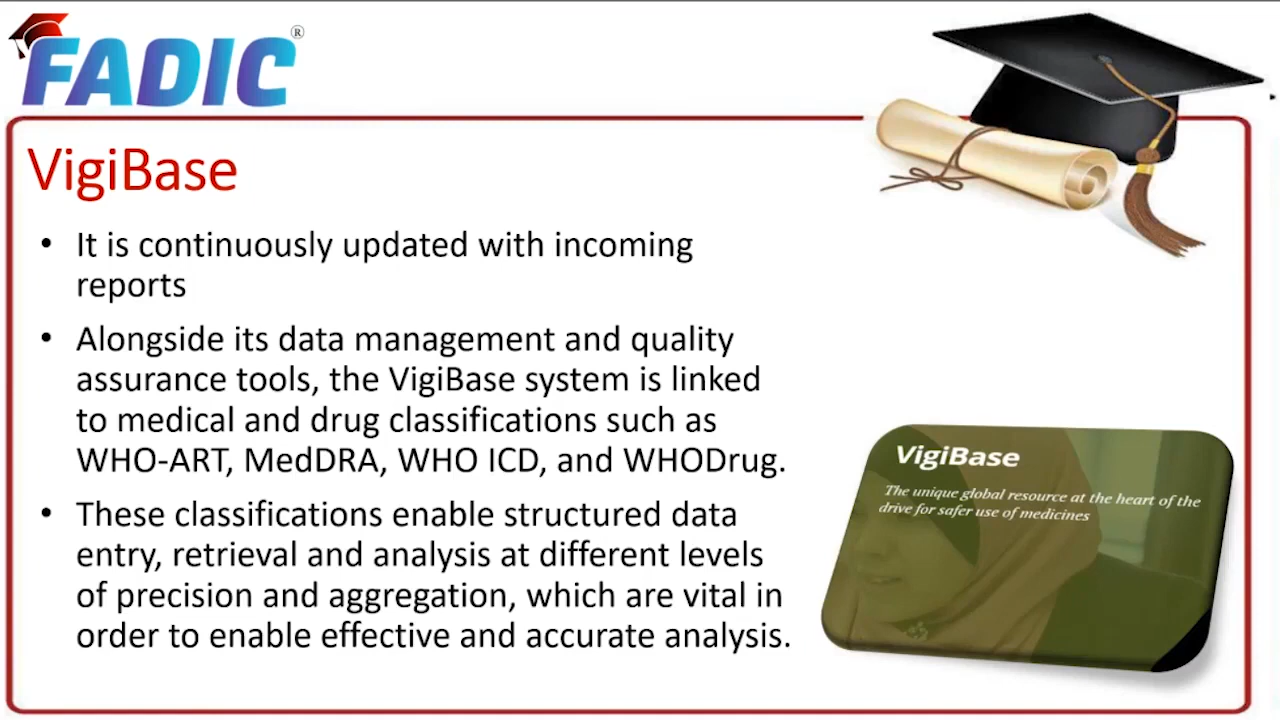 FADIC®
VigiBase
• It is continuously updated with incoming
reports
• Alongside its data management and quality
assurance tools, the VigiBase system is linked
to medical and drug classifications such as
WHO-ART, MedDRA, WHO ICD, and WHODrug.
• These classifications enable structured data
entry, retrieval and analysis at different levels
of precision and aggregation, which are vital in
order to enable effective and accurate analysis.
VigiBase
The unique global resource at the heart of the
drive for safer use of medicines